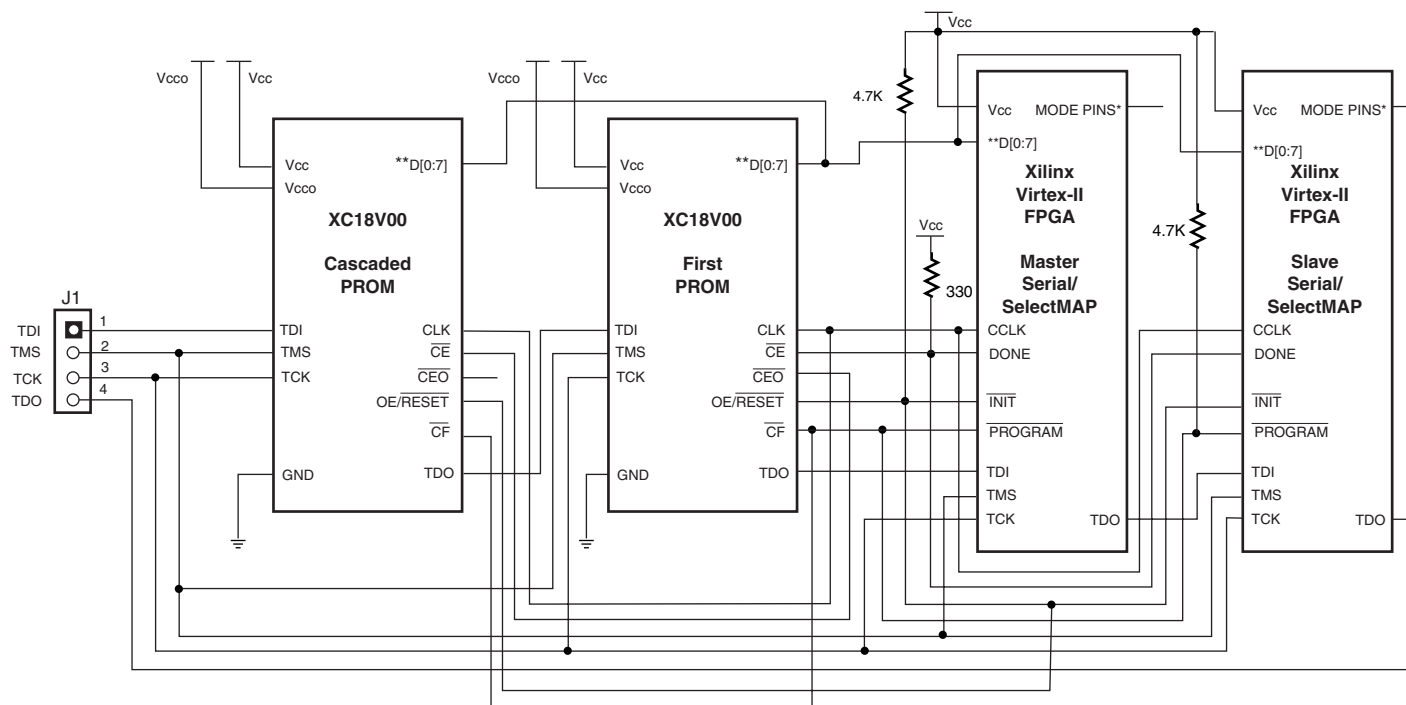 Vcc
Vcco
Vcc
Vcco
Vcc
4.7K
Vcc
Vcco
**D[0:7]
XC18V00
Cascaded
PROM
TDI
TMS
TCK
GND
CLK
CE
CEO
OE/RESET
CF
TDO
Vcc
Vcco
**D[0:7]
XC18V00
First
PROM
TDI
TMS
TCK
GND
CLK
CE
CEO
OE/RESET
CF
TDO
Vcc
330
Vcc
MODE PINS*
**D[0:7]
Xilinx
Virtex-II
FPGA
Master
Serial/
SelectMAP
CCLK
DONE
INIT
PROGRAM
TDI
TMS
TCK
TDO
4.7K
Vcc
MODE PINS*
**D[0:7]
Xilinx
Virtex-II
FPGA
Slave
Serial/
SelectMAP
CCLK
DONE
INIT
PROGRAM
TDI
TMS
TCK
TDO
J1
TDI 1
TMS 2
TCK 3
TDO 4